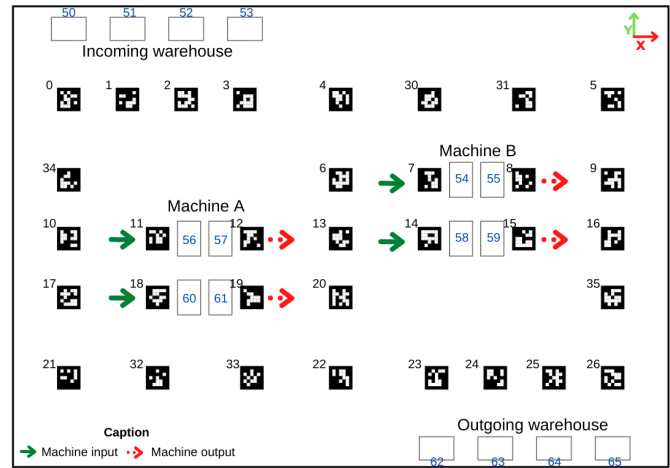 50 51 52 53
Incoming warehouse
Y
X
0 1 2 3 4 30 31 5
Machine B
34 6 7 54 55 8 9
Machine A
10 11 56 57 12 13 14 58 59 15 16
17 18 60 61 19 20 35
21 32 33 22 23 24 25 26
Caption
Machine input Machine output
Outgoing warehouse
62 63 64 65